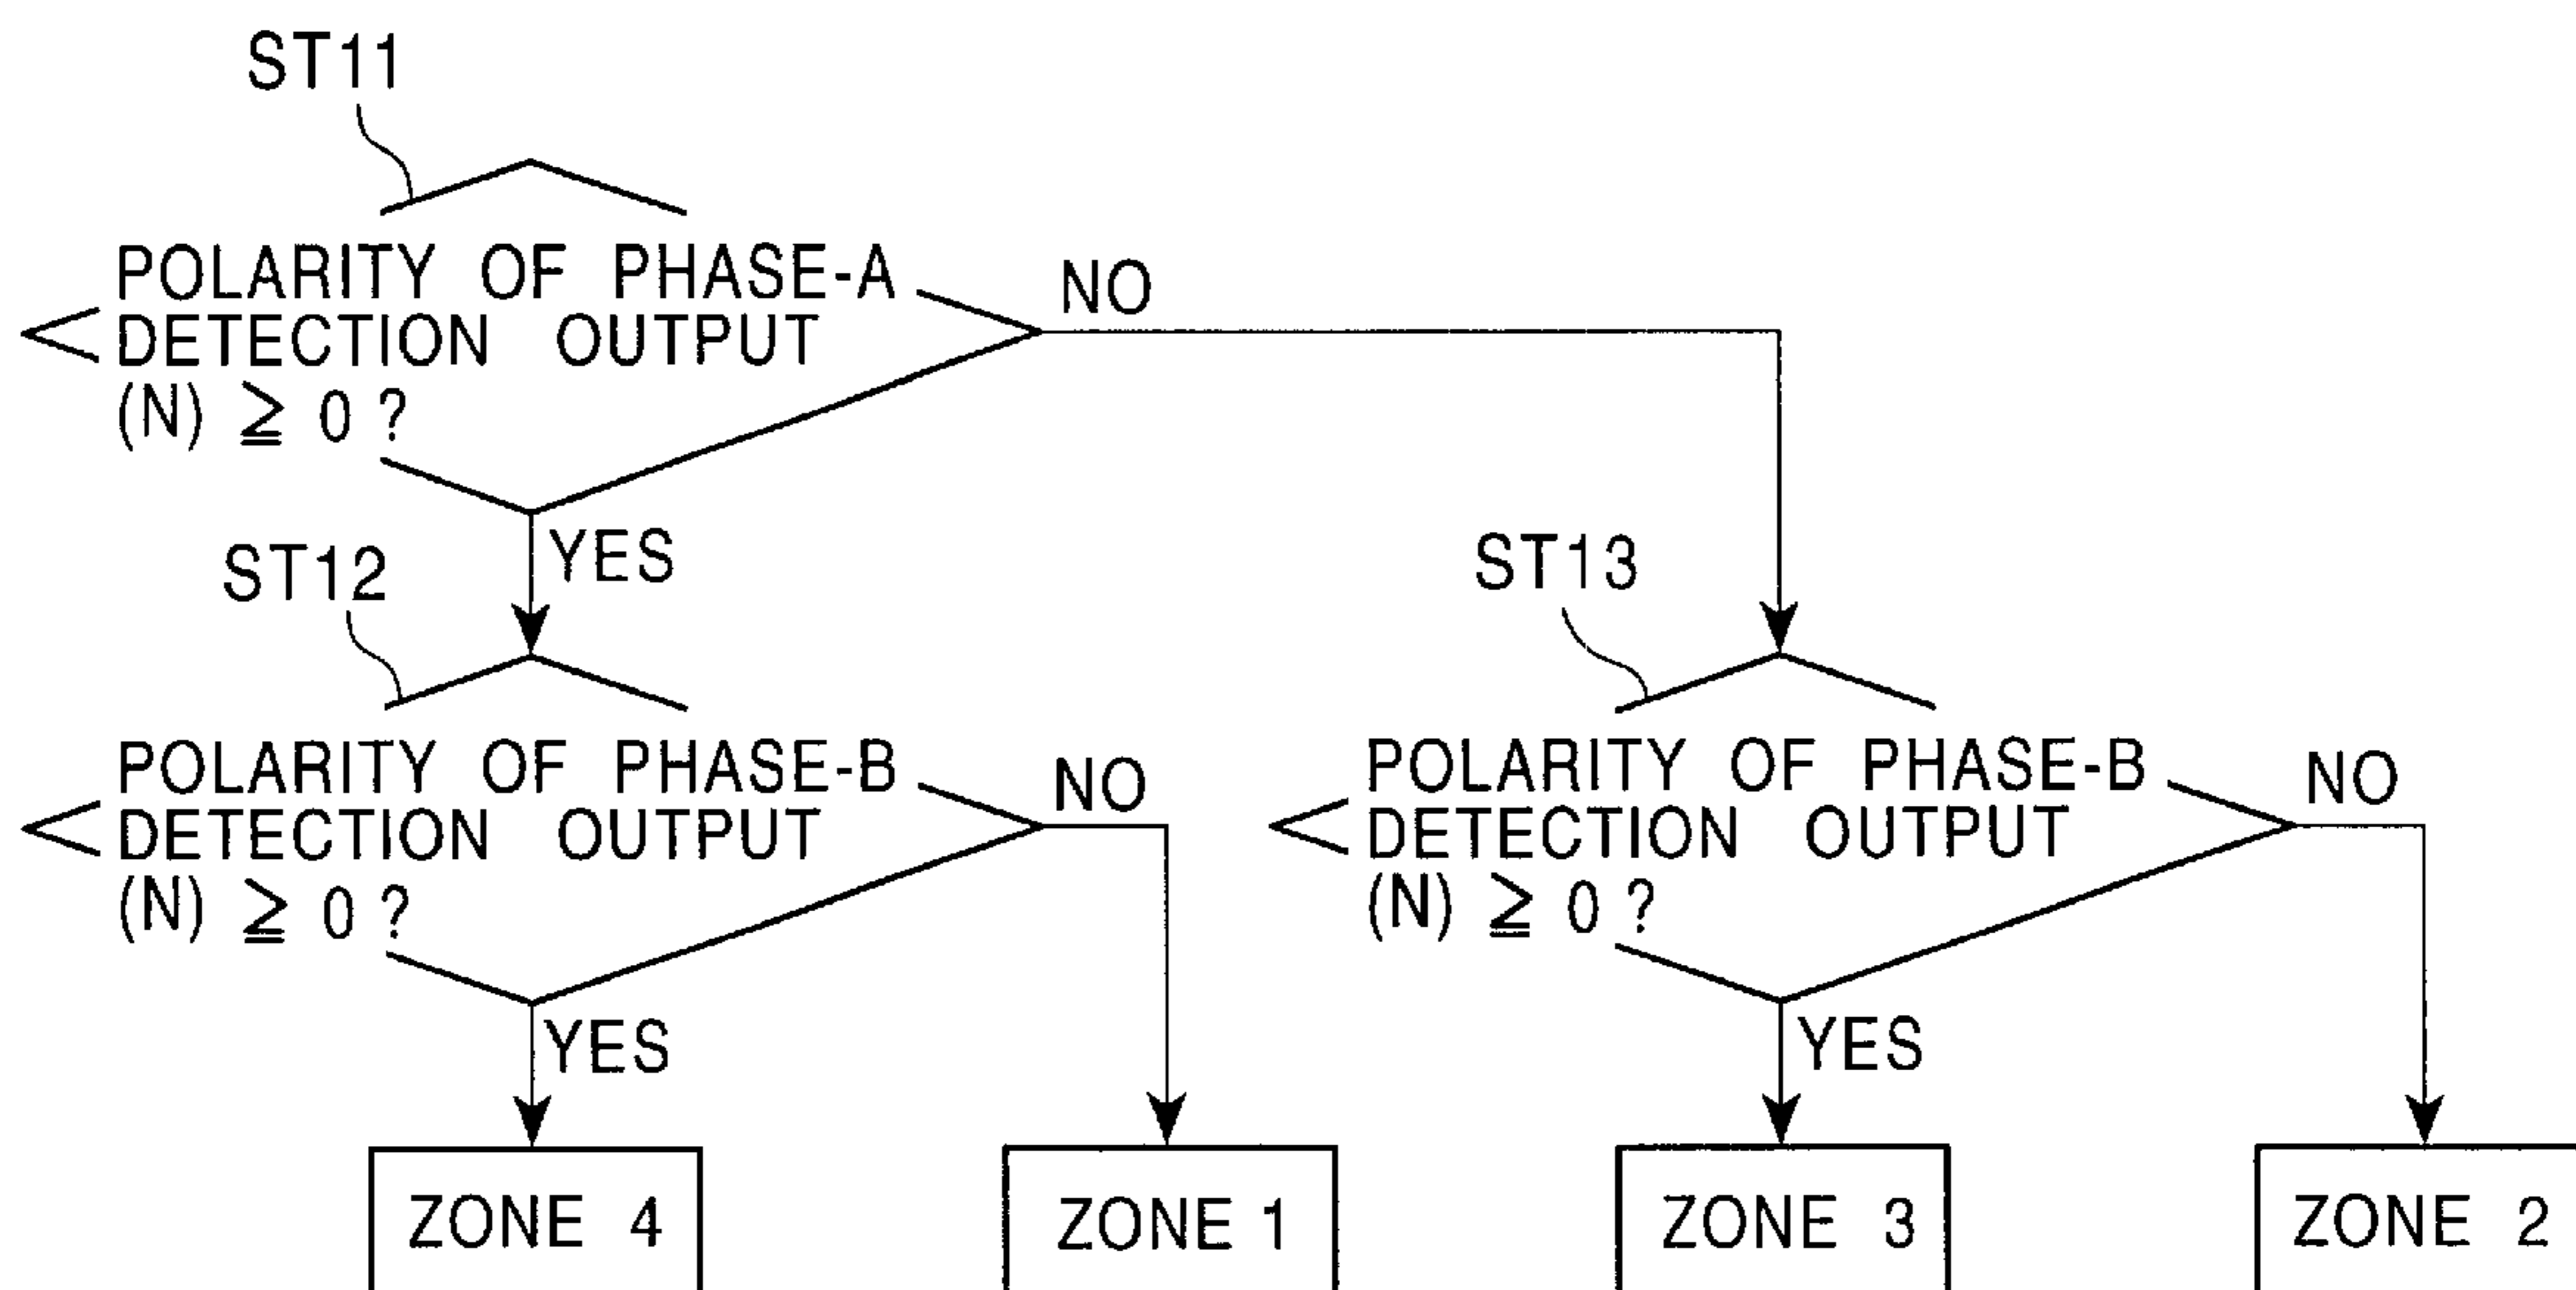 ST11
POLARITY OF PHASE-A
DETECTION OUTPUT
(N) ≧ 0 ?
NO
YES
ST12
POLARITY OF PHASE-B
DETECTION OUTPUT
(N) ≧ 0 ?
NO
YES
ST13
POLARITY OF PHASE-B
DETECTION OUTPUT
(N) ≧ 0 ?
NO
YES
ZONE 4
ZONE 1
ZONE 3
ZONE 2